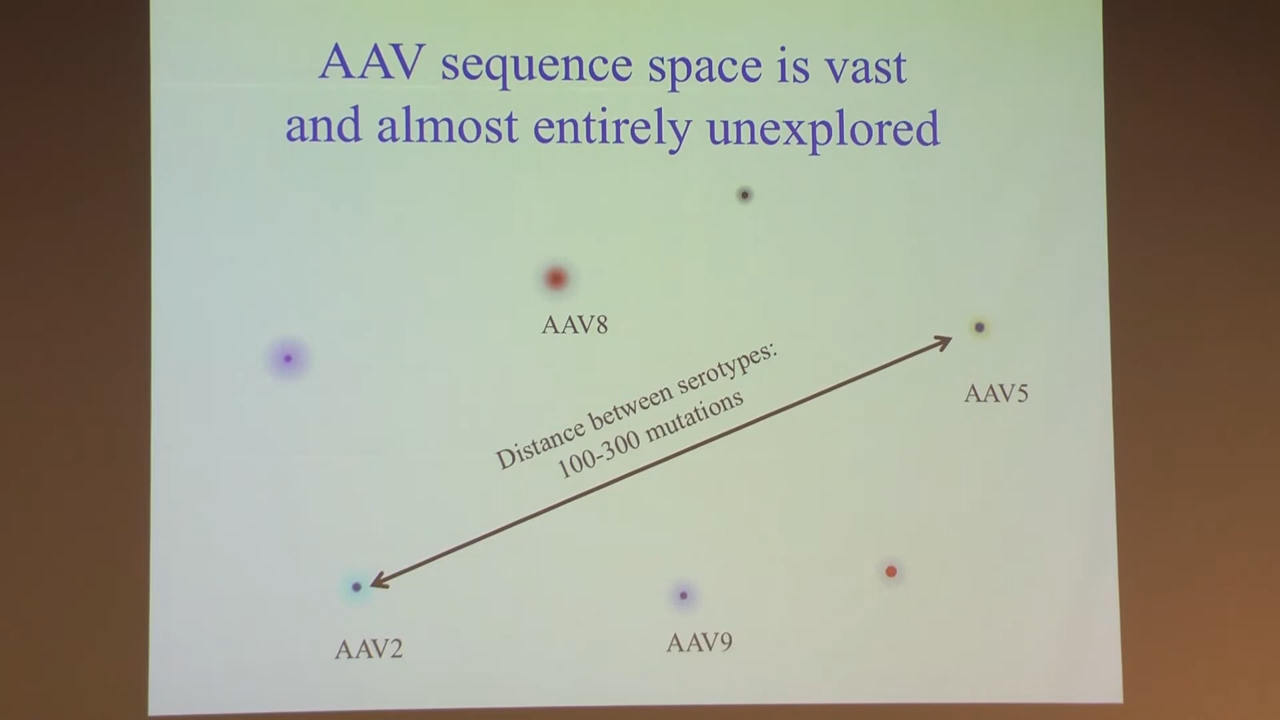 AAV sequence space is vast
and almost entirely unexplored
AAV8
Distance between serotypes:
100-300 mutations
AAV5
AAV2
AAV9